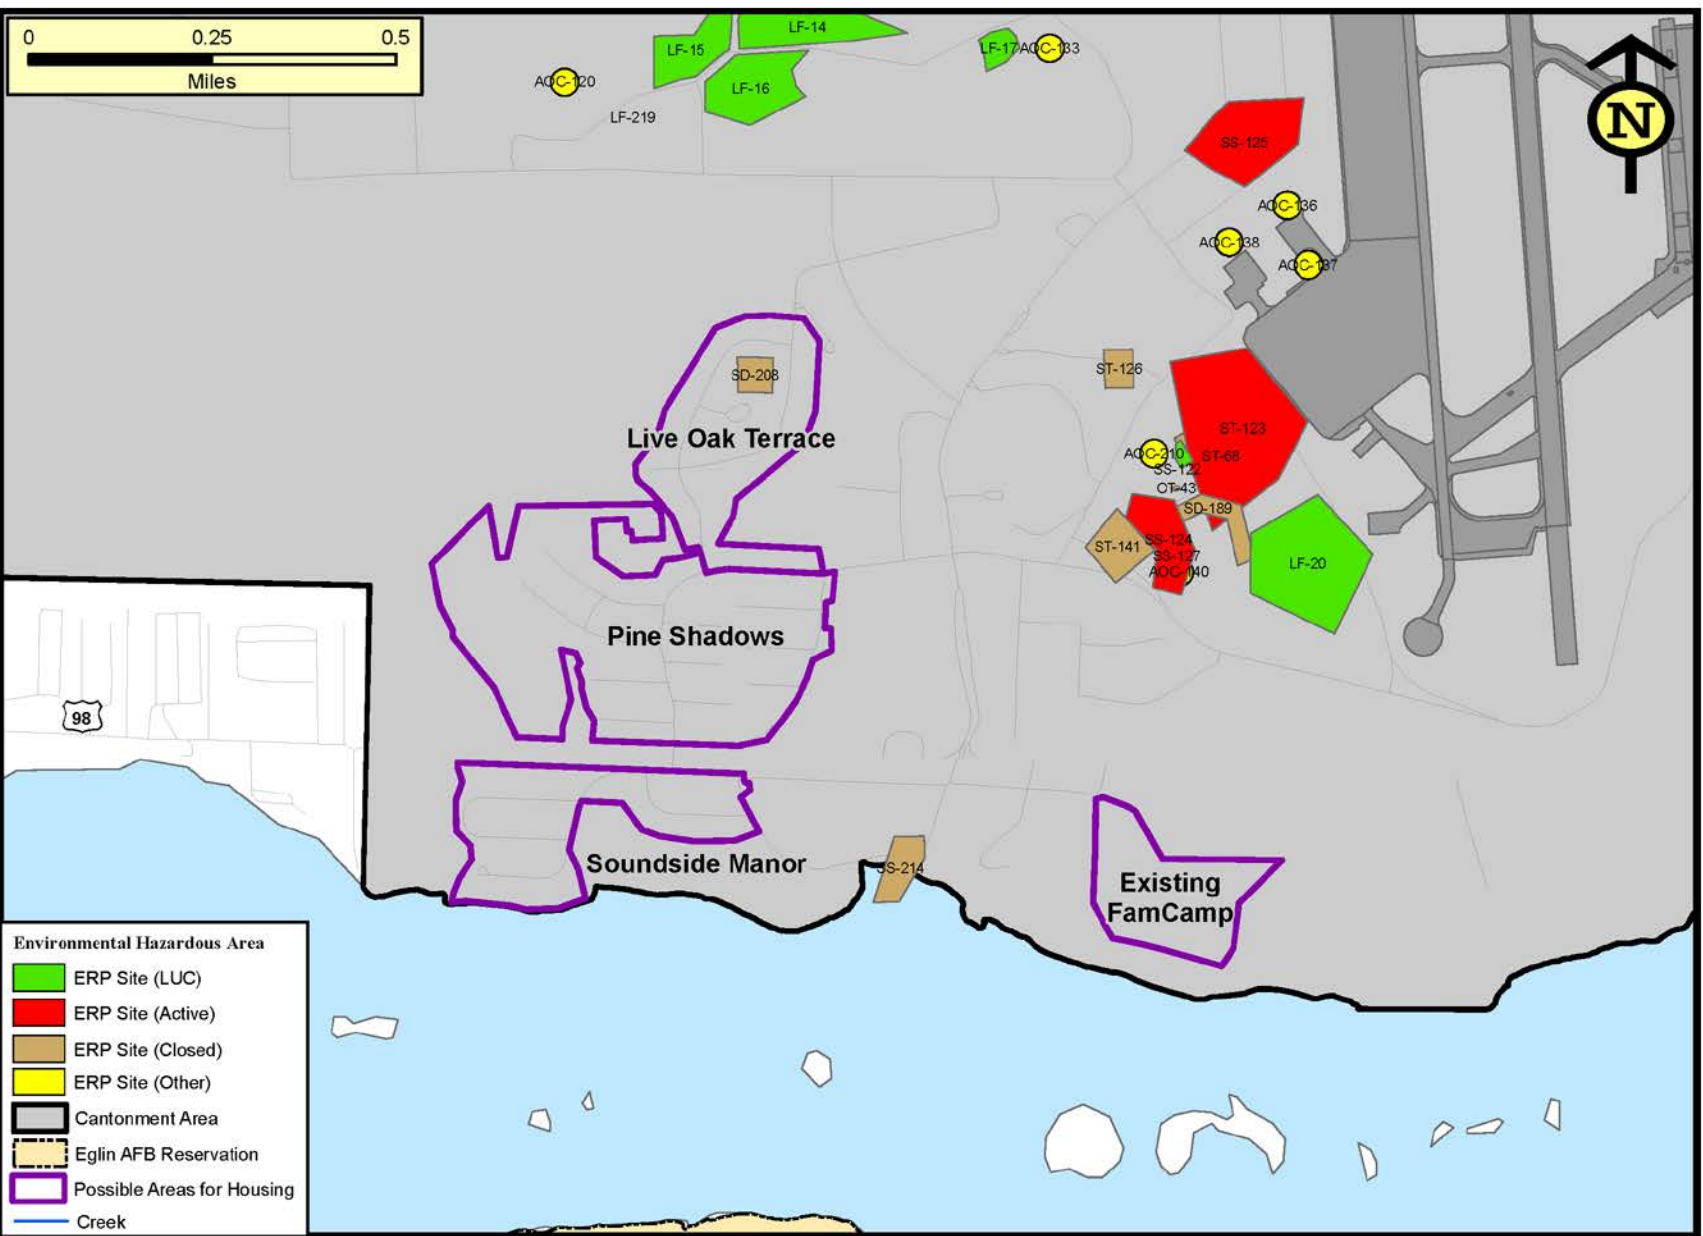 0 0.25 0.5
Miles
LF-14
LF-15
LF-17
AOC-133
AOC-120
LF-16
LF-219
N
SS-125
AOC-136
AOC-138
AOC-137
ST-126
SD-208
ST-123
Live Oak Terrace
AOC-210
ST-68
SS-122
OT-43
SD-189
SS-124
ST-141
SS-127
LF-20
AOC-140
Pine Shadows
98
Soundside Manor
SS-214
Existing
FamCamp
Environmental Hazardous Area
ERP Site (LUC)
ERP Site (Active)
ERP Site (Closed)
ERP Site (Other)
Cantonment Area
Eglin AFB Reservation
Possible Areas for Housing
Creek